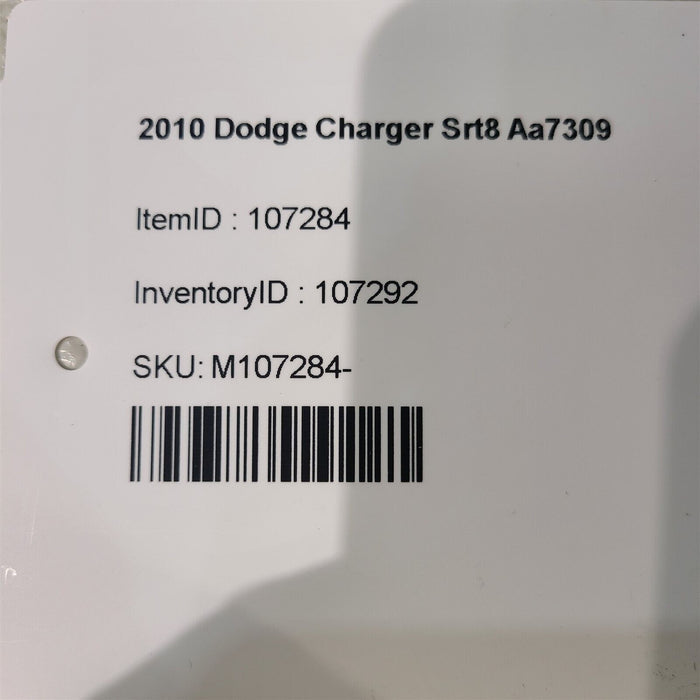 2010 Dodge Charger Srt8 Aa7309
ItemID : 107284
InventoryID : 107292
SKU: M107284-